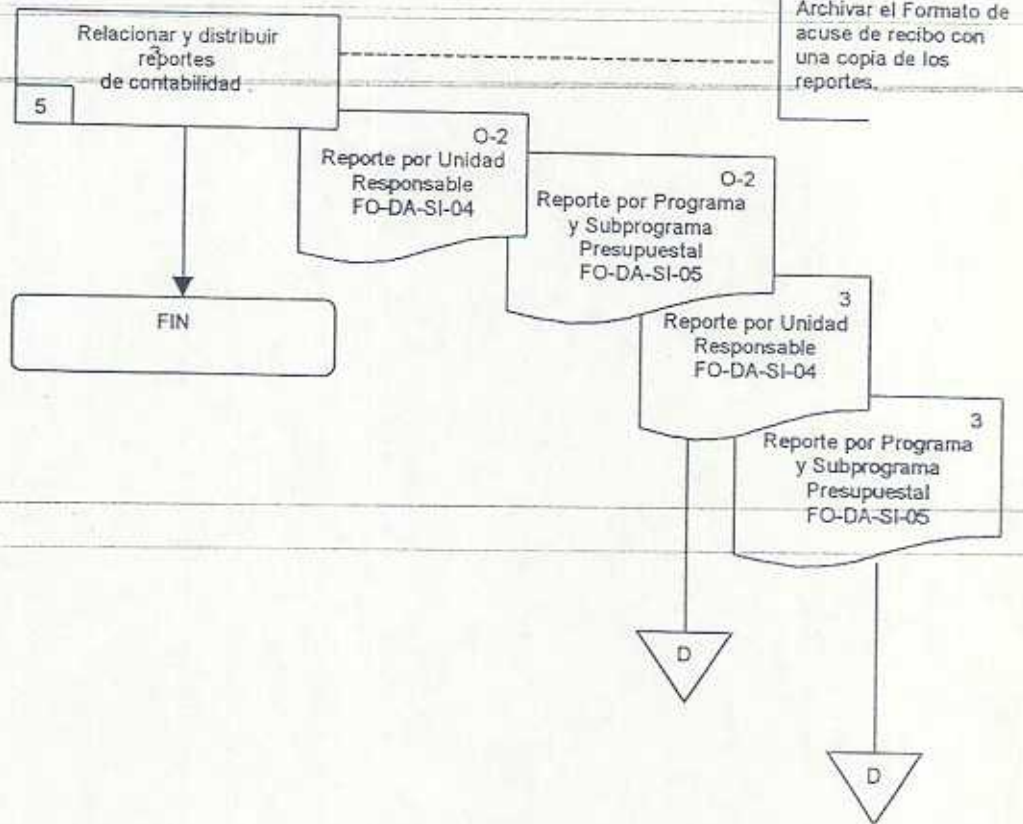 Archivar el Formato de
acuse de recibo con
una copia de los
reportes.
Relacionar y distribuir
reportes
3
de contabilidad .
5
O-2
Reporte por Unidad
Responsable
FO-DA-SI-04
O-2
Reporte por Programa
y Subprograma
Presupuestal
FO-DA-SI-05
3
Reporte por Unidad
Responsable
FO-DA-SI-04
3
Reporte por Programa
y Subprograma
Presupuestal
FO-DA-SI-05
FIN
D
D